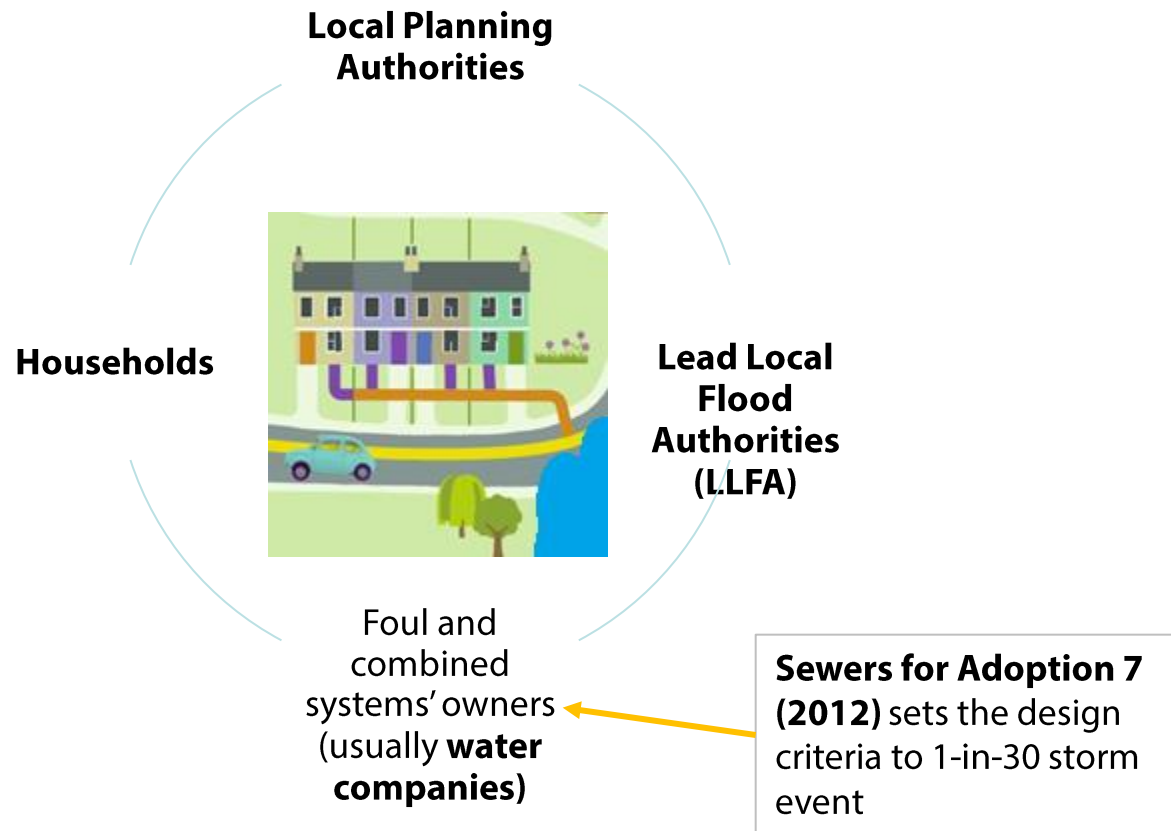 Local Planning
Authorities
Households
Lead Local
Flood
Authorities
(LLFA)
Foul and
combined
systems’ owners
(usually water
companies)
Sewers for Adoption 7
(2012) sets the design
criteria to 1-in-30 storm
event